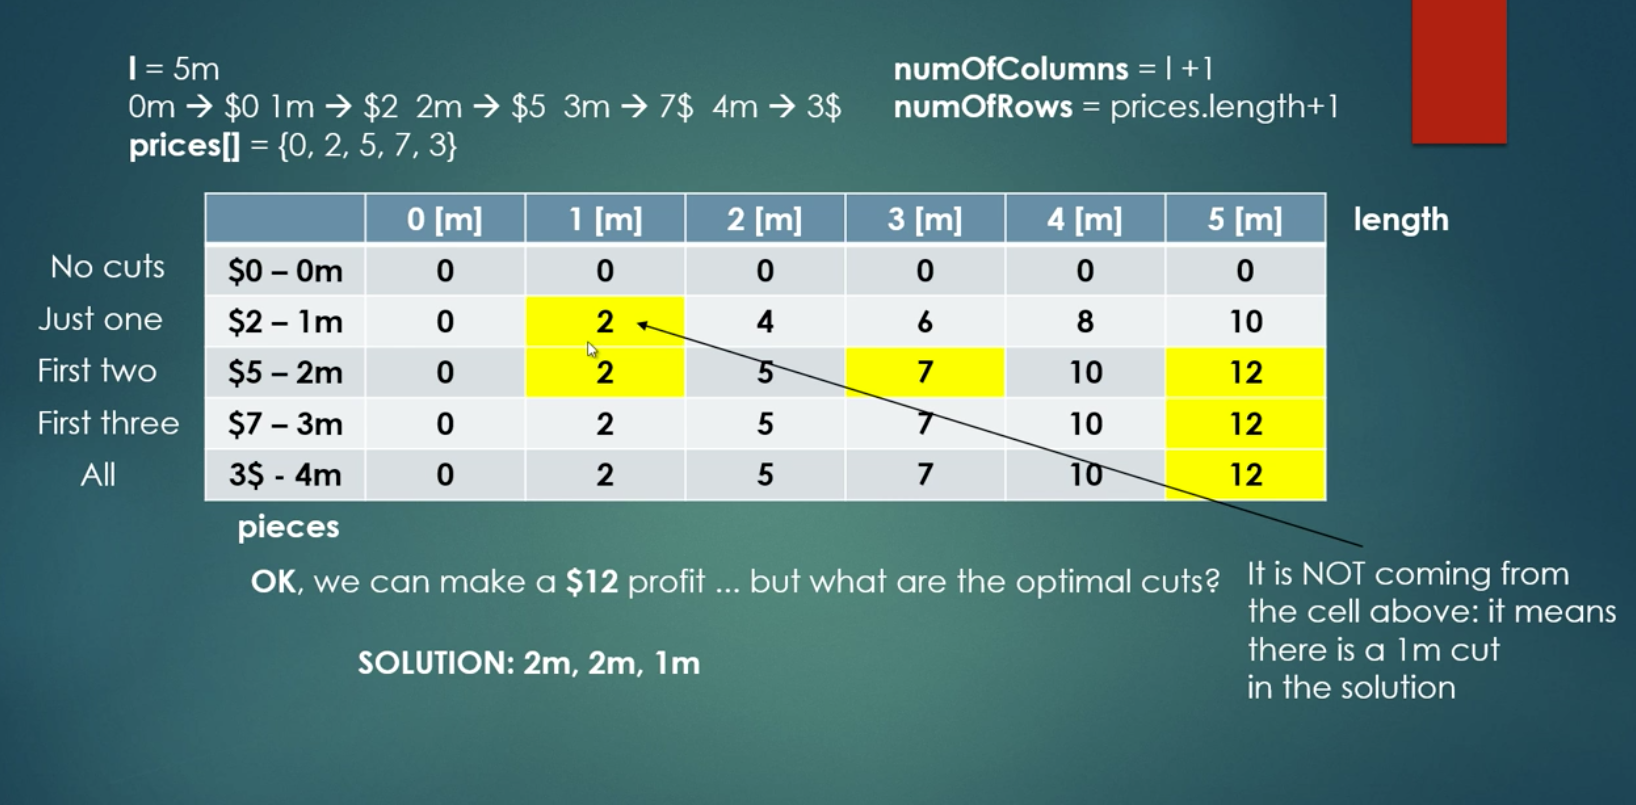 l = 5m
0m → $0 1m → $2 2m → $5 3m → 7$ 4m → 3$
prices[] = {0, 2, 5, 7, 3}
numOfColumns = l +1
numOfRows = prices.length+1
0 [m] 1 [m] 2 [m] 3 [m] 4 [m] 5 [m] length
No cuts $0 – 0m 0 0 0 0 0 0
Just one $2 – 1m 0 2 4 6 8 10
First two $5 – 2m 0 2 5 7 10 12
First three $7 – 3m 0 2 5 7 10 12
All 3$ - 4m 0 2 5 7 10 12
pieces
OK, we can make a $12 profit ... but what are the optimal cuts?
SOLUTION: 2m, 2m, 1m
It is NOT coming from
the cell above: it means
there is a 1m cut
in the solution